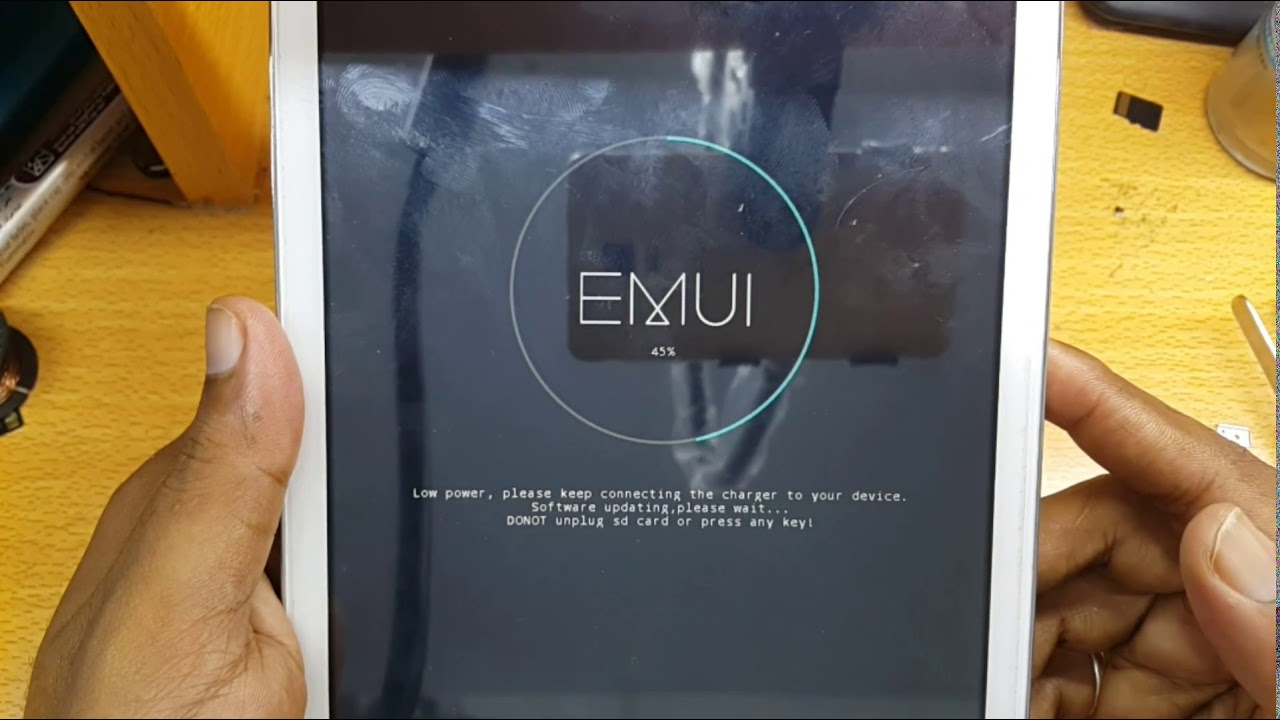 EMUI
45%
Low power, please keep connecting the charger to your device.
Software updating,please wait...
DONOT unplug sd card or press any key!